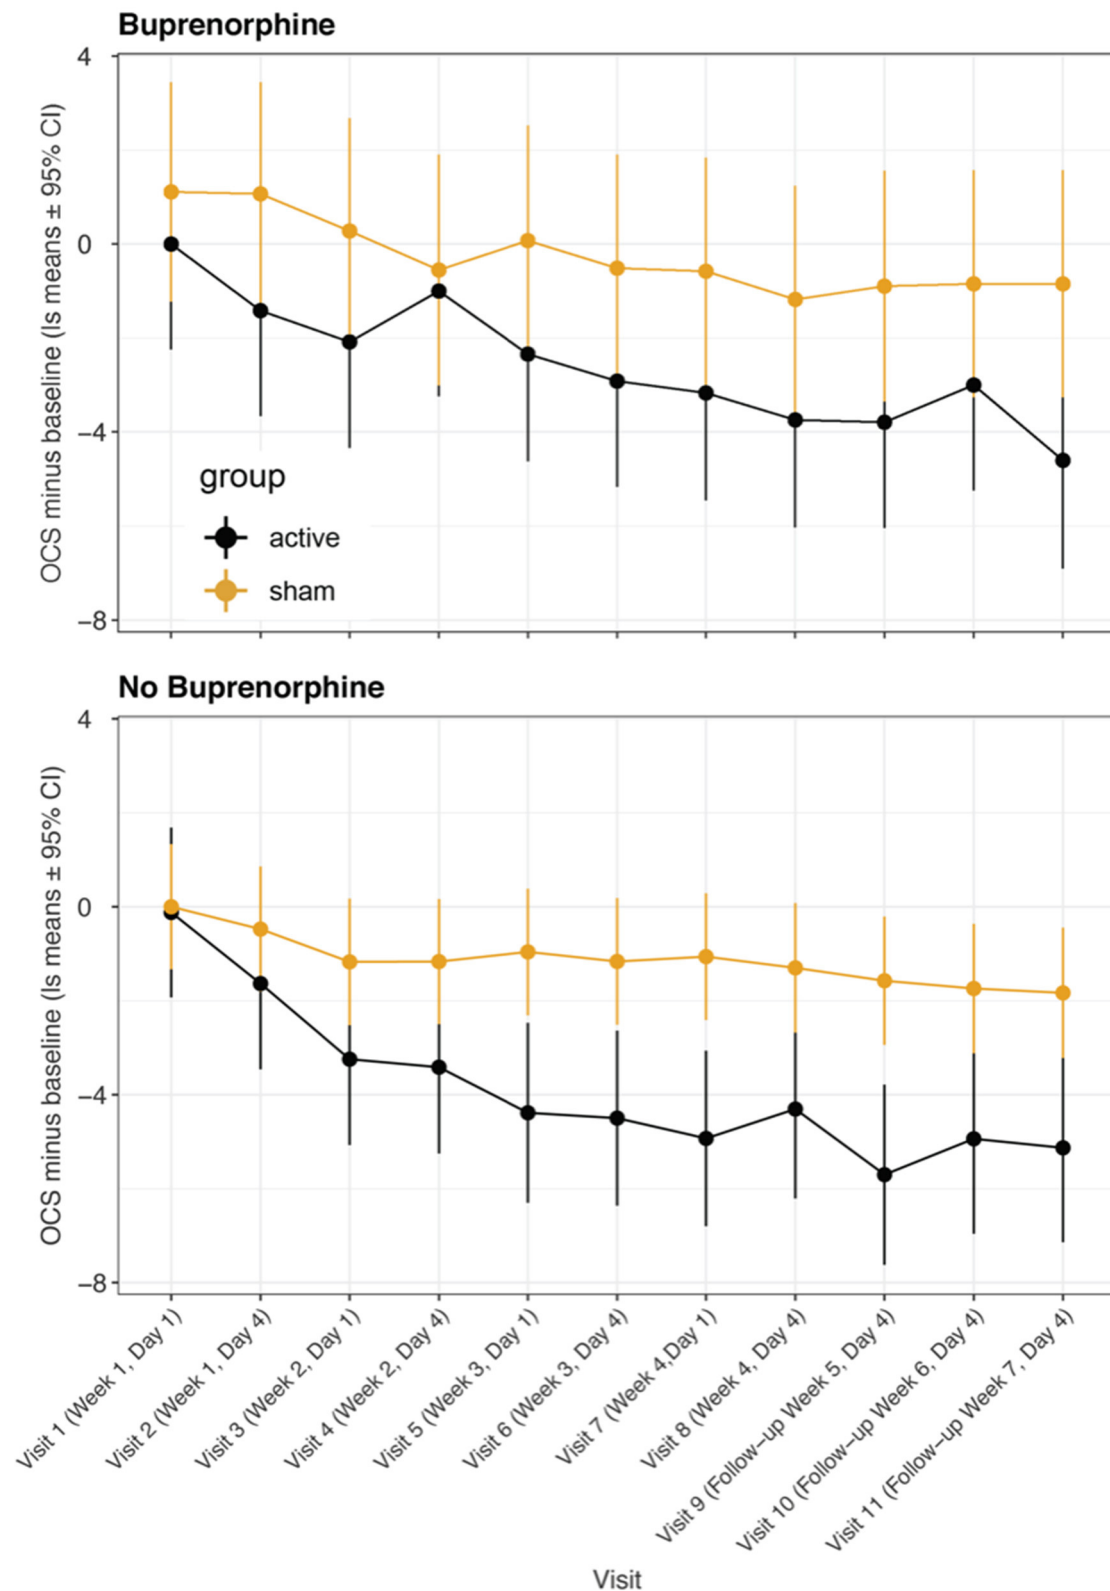 Buprenorphine
OCS minus baseline (ls means ± 95% CI)
4
0
−4
−8
group
active
sham
No Buprenorphine
OCS minus baseline (ls means ± 95% CI)
4
0
−4
−8
Visit 1 (Week 1, Day 1)
Visit 2 (Week 1, Day 4)
Visit 3 (Week 2, Day 1)
Visit 4 (Week 2, Day 4)
Visit 5 (Week 3, Day 1)
Visit 6 (Week 3, Day 4)
Visit 7 (Week 4,Day 1)
Visit 8 (Week 4, Day 4)
Visit 9 (Follow−up Week 5, Day 4)
Visit 10 (Follow−up Week 6, Day 4)
Visit 11 (Follow−up Week 7, Day 4)
Visit